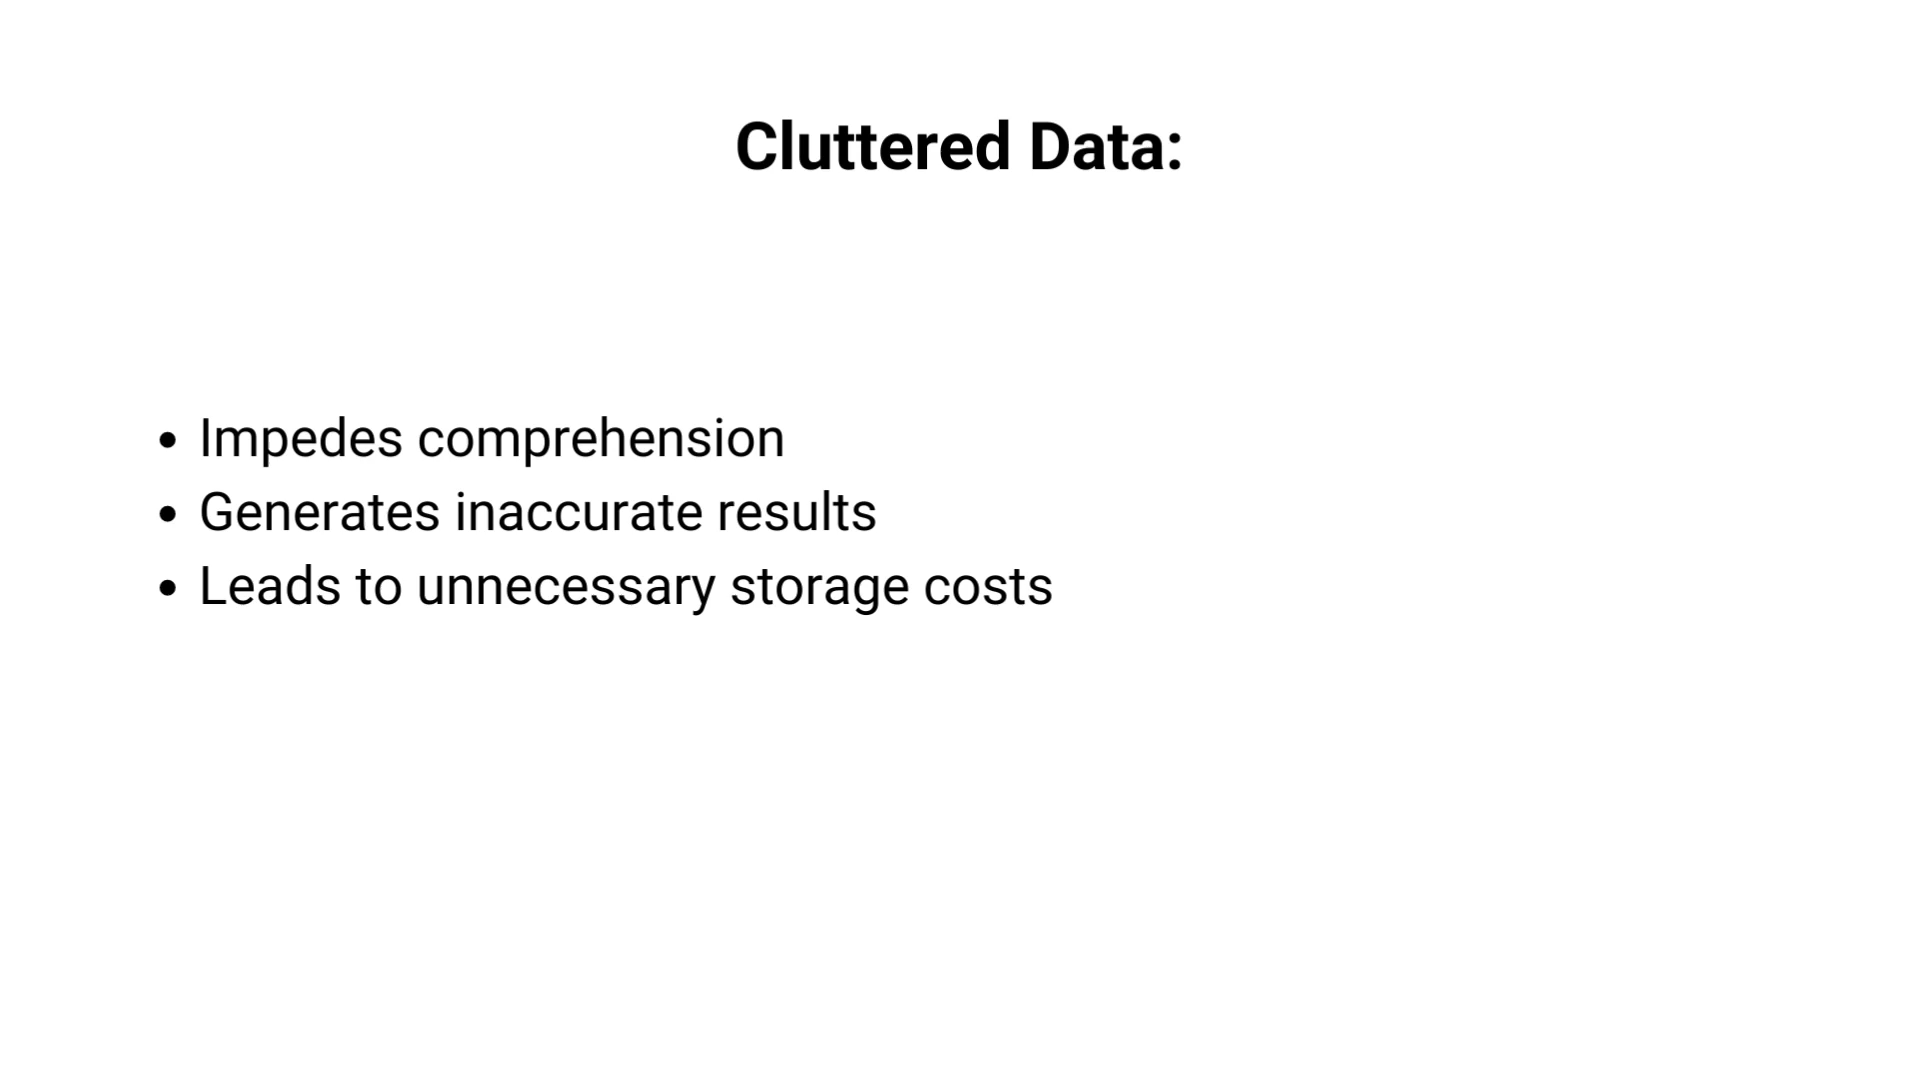 Cluttered Data:
• Impedes comprehension
• Generates inaccurate results
• Leads to unnecessary storage costs